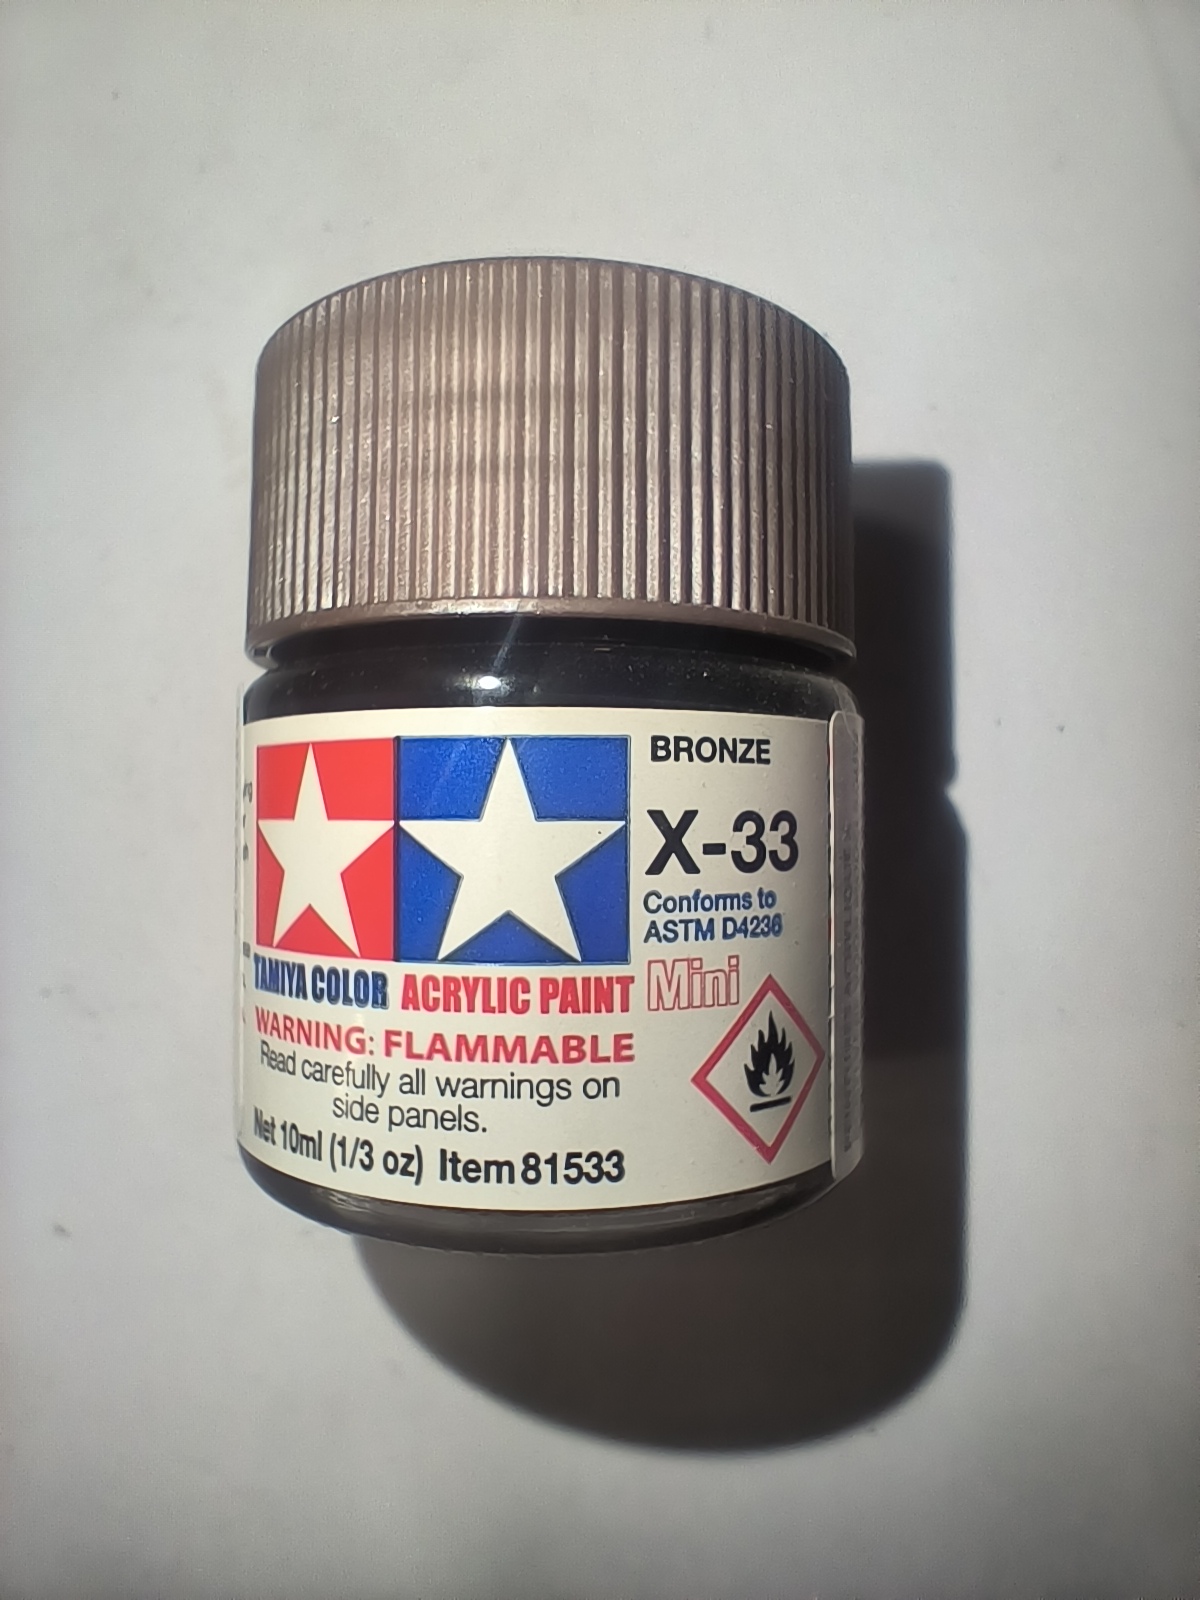 BRONZE
X-33
Conforms to
ASTM D4236
TAMIYA COLOR ACRYLIC PAINT Mini
WARNING: FLAMMABLE
Read carefully all warnings on
side panels.
Net 10ml (1/3 oz) Item 81533